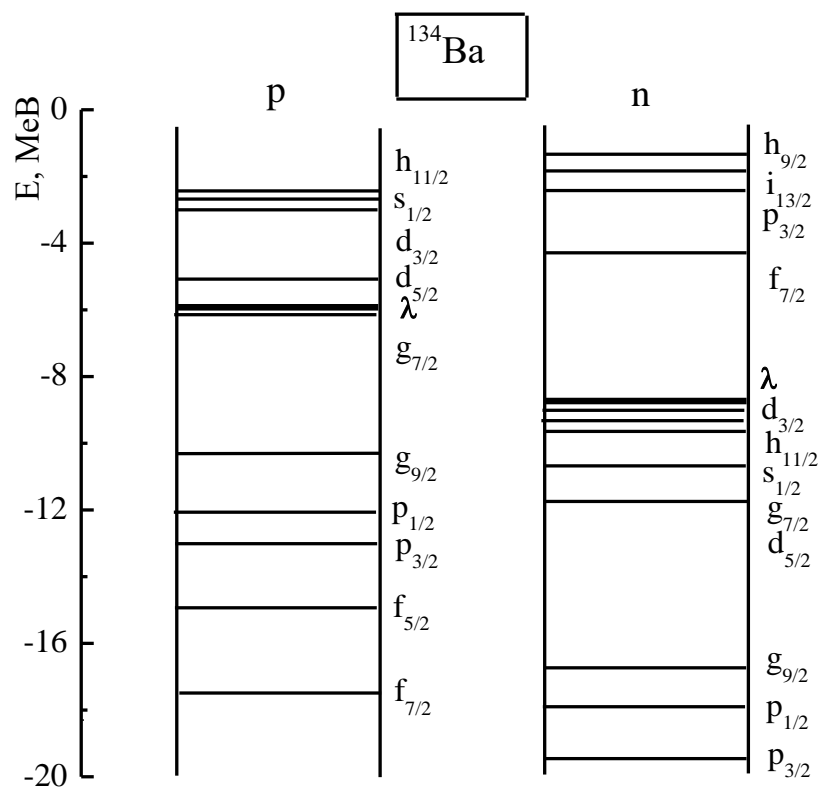 ¹³⁴Ba
p
n
E, MeB
0
-4
-8
-12
-16
-20
h₁₁/₂
s₁/₂
d₃/₂
d₅/₂
λ
g₇/₂
g₉/₂
p₁/₂
p₃/₂
f₅/₂
f₇/₂
h₉/₂
i₁₃/₂
p₃/₂
f₇/₂
λ
d₃/₂
h₁₁/₂
s₁/₂
g₇/₂
d₅/₂
g₉/₂
p₁/₂
p₃/₂